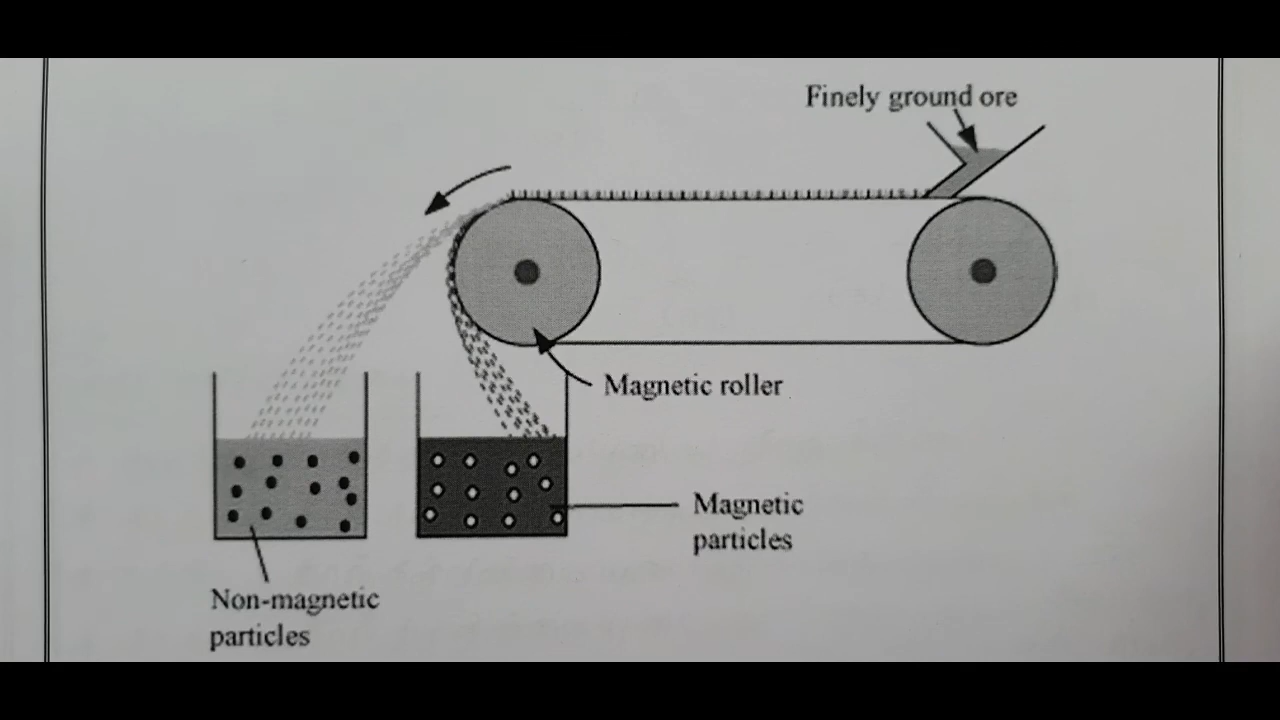 Finely ground ore
Magnetic roller
Magnetic
particles
Non-magnetic
particles